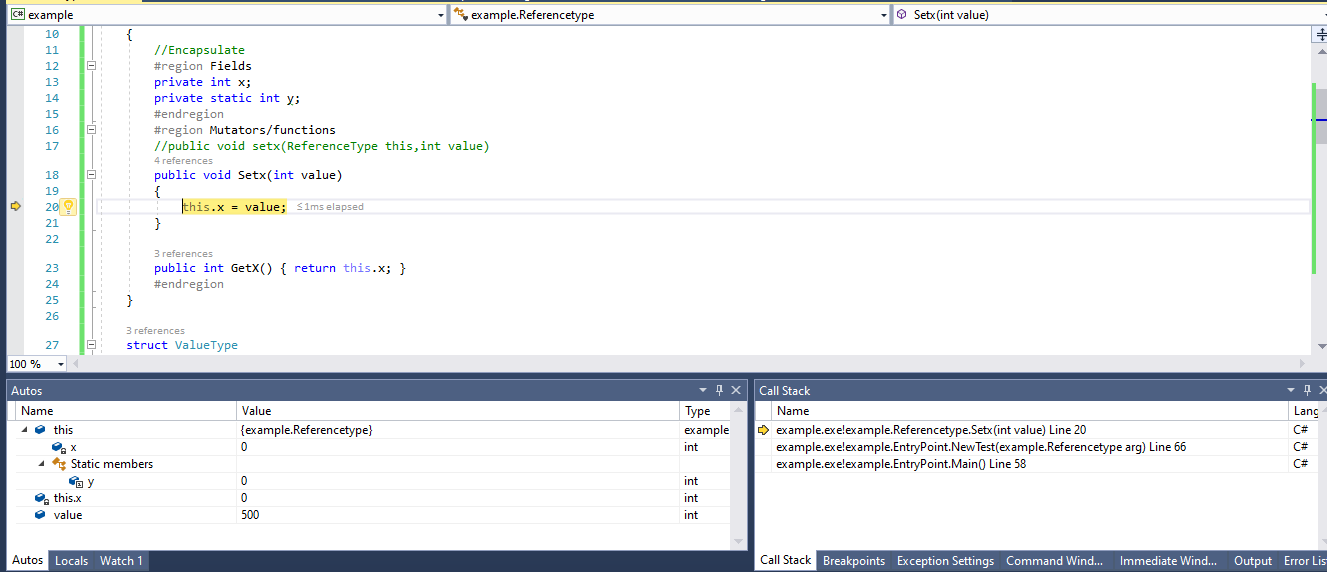 C# example example.Referencetype Setx(int value)
10 {
11 //Encapsulate
12 #region Fields
13 private int x;
14 private static int y;
15 #endregion
16 #region Mutators/functions
17 //public void setx(ReferenceType this,int value)
4 references
18 public void Setx(int value)
19 {
20 this.x = value; ≤1ms elapsed
21 }
22
3 references
23 public int GetX() { return this.x; }
24 #endregion
25 }
26
3 references
27 struct ValueType
100 %
Autos
Name Value Type
this {example.Referencetype} example
x 0 int
Static members
y 0 int
this.x 0 int
value 500 int
Autos Locals Watch 1
Call Stack
Name Lang
example.exe!example.Referencetype.Setx(int value) Line 20 C#
example.exe!example.EntryPoint.NewTest(example.Referencetype arg) Line 66 C#
example.exe!example.EntryPoint.Main() Line 58 C#
Call Stack Breakpoints Exception Settings Command Wind... Immediate Wind... Output Error Lis